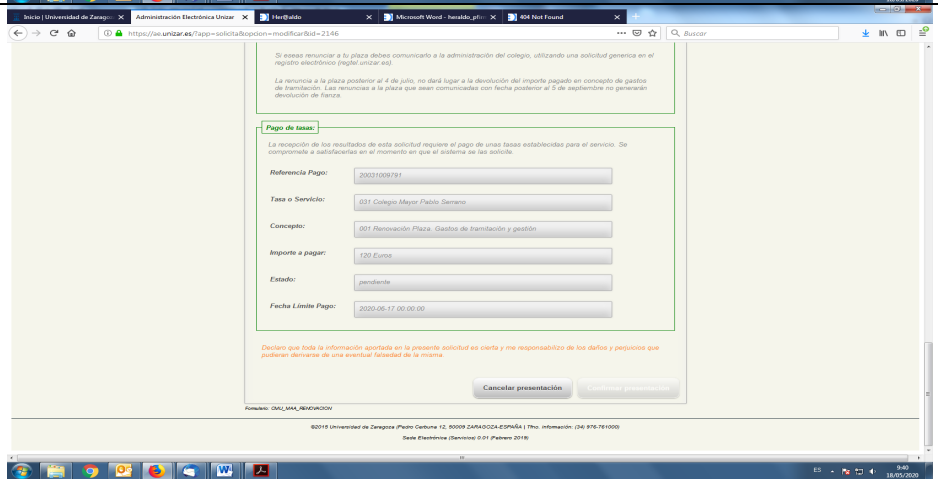 Inicio | Universidad de Zaragoz
Administración Electrónica Unizar
Her@aldo
Microsoft Word - heraldo_pfirm
404 Not Found
https://ae.unizar.es/?app=solicita&opcion=modificar&id=2146
Buscar
Si eseas renunciar a tu plaza debes comunicarlo a la administración del colegio, utilizando una solicitud generica en el
registro electrónico (regtel.unizar.es).
La renuncia a la plaza posterior al 4 de julio, no dará lugar a la devolución del importe pagado en concepto de gastos
de tramitación. Las renuncias a la plaza que sean comunicadas con fecha posterior al 5 de septiembre no generarán
devolución de fianza.
Pago de tasas:
La recepción de los resultados de esta solicitud requiere el pago de unas tasas establecidas para el servicio. Se
compromete a satisfacerlas en el momento en que el sistema se las solicite.
Referencia Pago:
20031009791
Tasa o Servicio:
031 Colegio Mayor Pablo Serrano
Concepto:
001 Renovación Plaza. Gastos de tramitación y gestión
Importe a pagar:
120 Euros
Estado:
pendiente
Fecha Límite Pago:
2020-06-17 00:00:00
Declaro que toda la información aportada en la presente solicitud es cierta y me responsabilizo de los daños y perjuicios que
pudieran derivarse de una eventual falsedad de la misma.
Cancelar presentación
Confirmar presentación
Formulario: CMU_MAA_RENOVACION
©2015 Universidad de Zaragoza (Pedro Cerbuna 12, 50009 ZARAGOZA-ESPAÑA | Tfno. información: (34) 976-761000)
Sede Electrónica (Servicios) 0.01 (Febrero 2019)
ES
9:40
18/05/2020